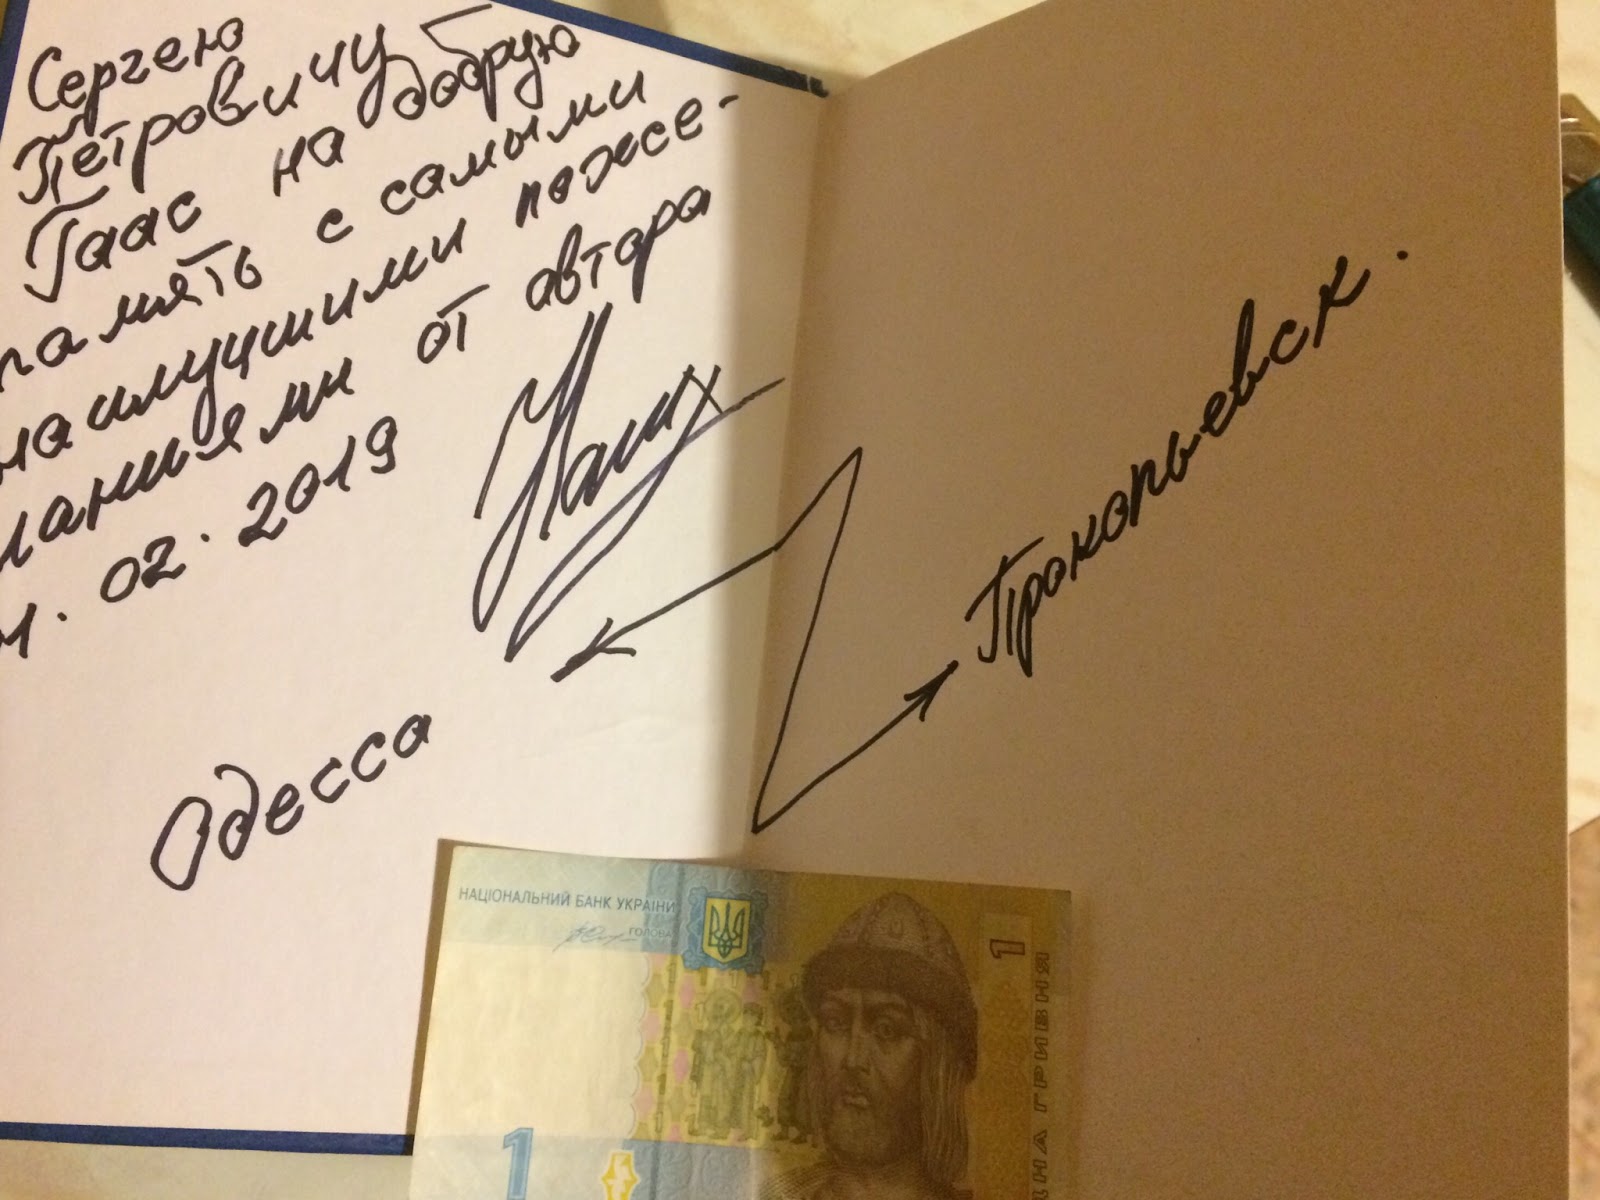 Сергею
Петровичу
Гаас на добрую
память с самыми
наилучшими поже-
ланиями от автора
02.2019
Одесса
Прокопьевск.
НАЦІОНАЛЬНИЙ БАНК УКРАЇНИ
ГОЛОВА
1
ГРИВНЯ
1